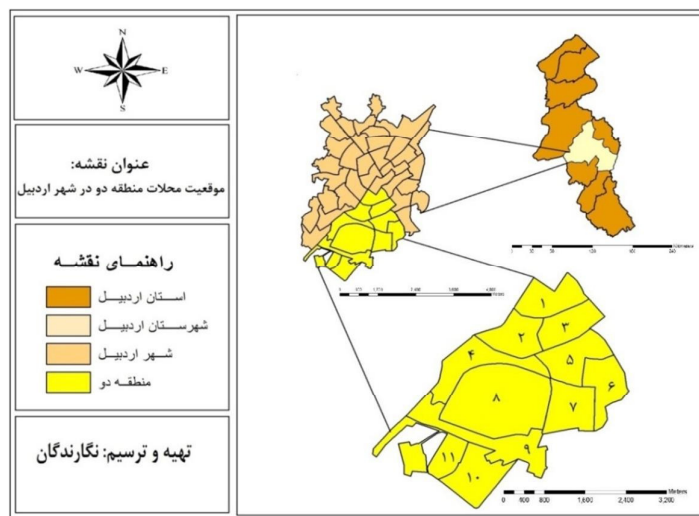 N
W E
S
عنوان نقشه:
موقعیت محلات منطقه دو در شهر اردبیل
راهنمای نقشه
استان اردبیل
شهرستان اردبیل
شهر اردبیل
منطقه دو
تهیه و ترسیم: نگارندگان
۱
۲ ۳
۴ ۵
۶
۸ ۷
۹
۱۱ ۱۰
Meters
0 400 800 1,600 2,400 3,200